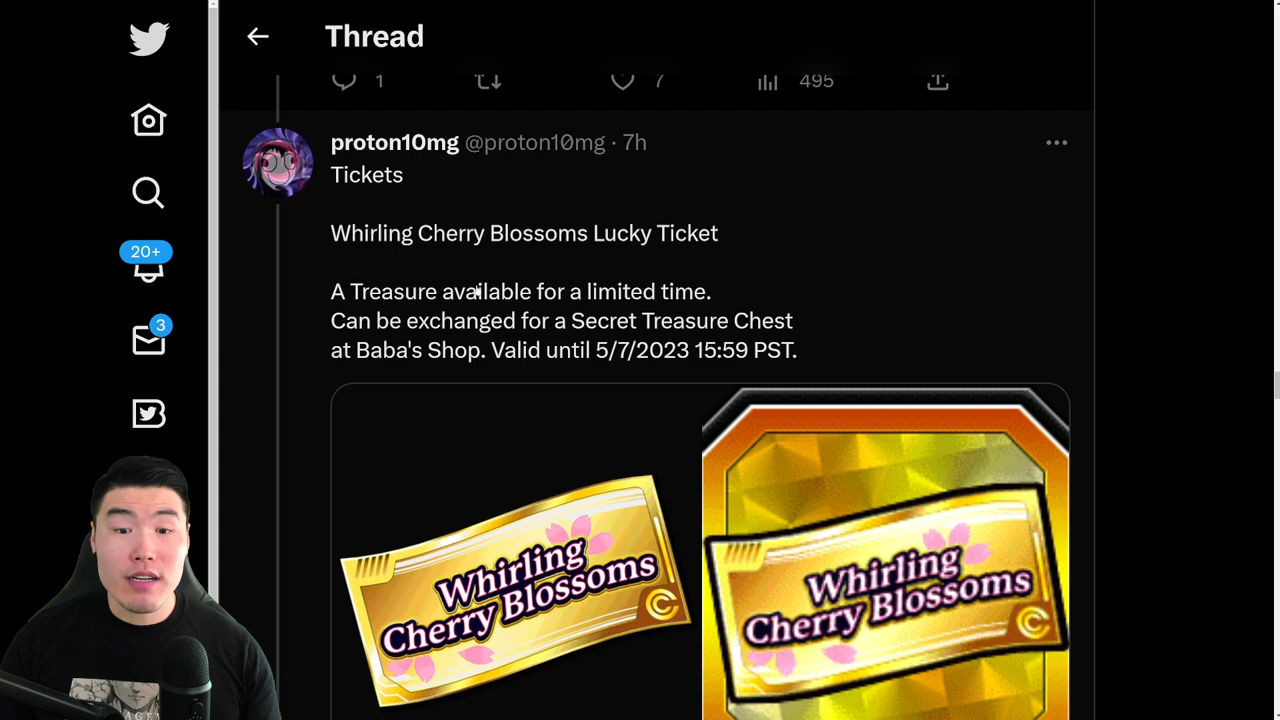 Thread
1
7
495
proton10mg @proton10mg · 7h
Tickets
Whirling Cherry Blossoms Lucky Ticket
20+
A Treasure available for a limited time.
Can be exchanged for a Secret Treasure Chest
3
at Baba's Shop. Valid until 5/7/2023 15:59 PST.
Whirling
Cherry Blossoms
C
Whirling
Cherry Blossoms
C